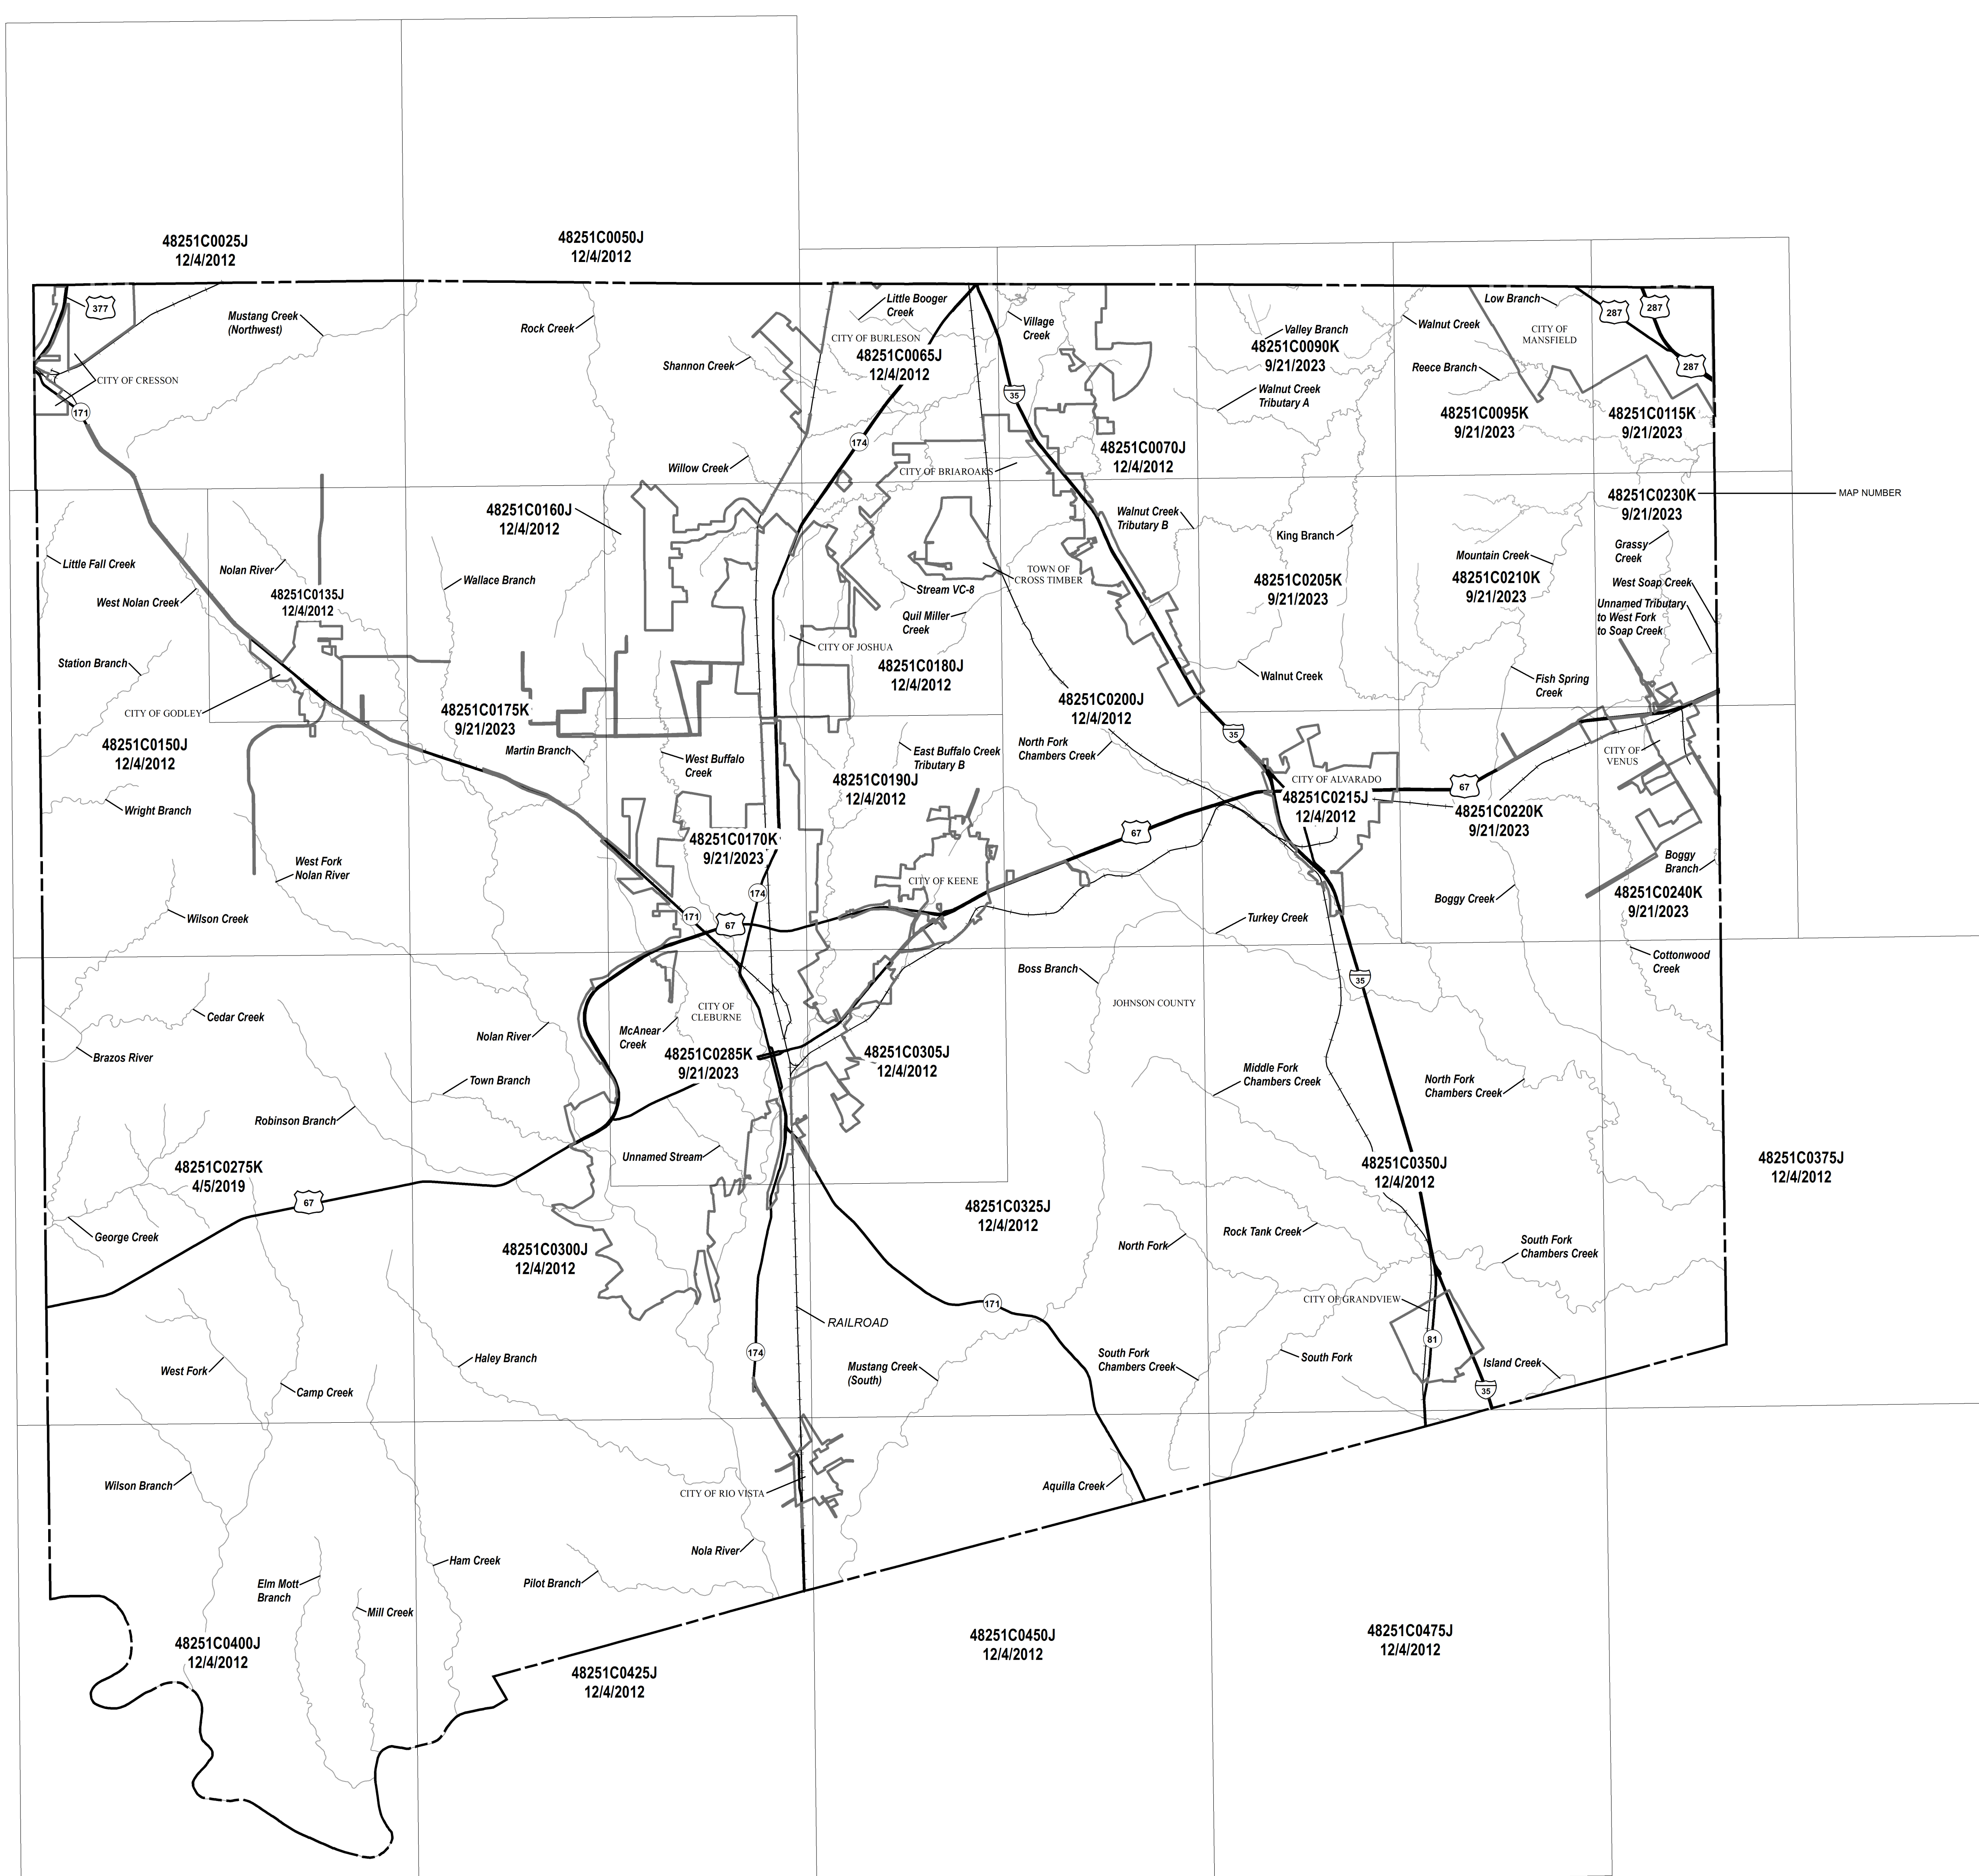 48251C0025J
12/4/2012
48251C0050J
12/4/2012
377
Mustang Creek
(Northwest)
Rock Creek
Little Booger
Creek
CITY OF BURLESON
48251C0065J
12/4/2012
Village
Creek
Valley Branch
48251C0090K
9/21/2023
Walnut Creek
Low Branch
CITY OF
MANSFIELD
287
287
287
Shannon Creek
Reece Branch
CITY OF CRESSON
171
35
Walnut Creek
Tributary A
48251C0095K
9/21/2023
48251C0115K
9/21/2023
174
48251C0070J
12/4/2012
Willow Creek
CITY OF BRIAROAKS
48251C0230K
9/21/2023
MAP NUMBER
48251C0160J
12/4/2012
Walnut Creek
Tributary B
King Branch
Grassy
Creek
Little Fall Creek
Nolan River
Wallace Branch
TOWN OF
CROSS TIMBER
Mountain Creek
48251C0205K
9/21/2023
48251C0210K
9/21/2023
West Soap Creek
West Nolan Creek
48251C0135J
12/4/2012
Stream VC-8
Quil Miller
Creek
Unnamed Tributary
to West Fork
to Soap Creek
CITY OF JOSHUA
Station Branch
48251C0180J
12/4/2012
Walnut Creek
Fish Spring
Creek
CITY OF GODLEY
48251C0175K
9/21/2023
48251C0200J
12/4/2012
48251C0150J
12/4/2012
Martin Branch
West Buffalo
Creek
East Buffalo Creek
Tributary B
North Fork
Chambers Creek
35
CITY OF
VENUS
48251C0190J
12/4/2012
CITY OF ALVARADO
48251C0215J
12/4/2012
67
48251C0220K
9/21/2023
Wright Branch
48251C0170K
9/21/2023
67
West Fork
Nolan River
CITY OF KEENE
Boggy
Branch
174
Boggy Creek
48251C0240K
9/21/2023
Wilson Creek
171
67
Turkey Creek
Boss Branch
35
Cottonwood
Creek
Cedar Creek
CITY OF
CLEBURNE
JOHNSON COUNTY
Nolan River
McAnear
Creek
Brazos River
48251C0285K
9/21/2023
48251C0305J
12/4/2012
Town Branch
Middle Fork
Chambers Creek
North Fork
Chambers Creek
Robinson Branch
Unnamed Stream
48251C0275K
4/5/2019
48251C0350J
12/4/2012
48251C0375J
12/4/2012
67
48251C0325J
12/4/2012
George Creek
48251C0300J
12/4/2012
North Fork
Rock Tank Creek
South Fork
Chambers Creek
171
CITY OF GRANDVIEW
RAILROAD
81
174
Haley Branch
West Fork
Mustang Creek
(South)
South Fork
Chambers Creek
South Fork
Island Creek
Camp Creek
35
Wilson Branch
CITY OF RIO VISTA
Aquilla Creek
Nola River
Ham Creek
Elm Mott
Branch
Pilot Branch
Mill Creek
48251C0400J
12/4/2012
48251C0425J
12/4/2012
48251C0450J
12/4/2012
48251C0475J
12/4/2012